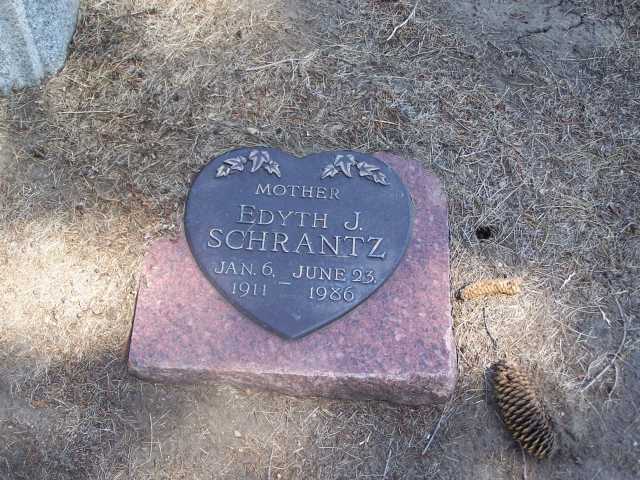 MOTHER
EDYTH J.
SCHRANTZ
JAN. 6, JUNE 23,
1911 – 1986